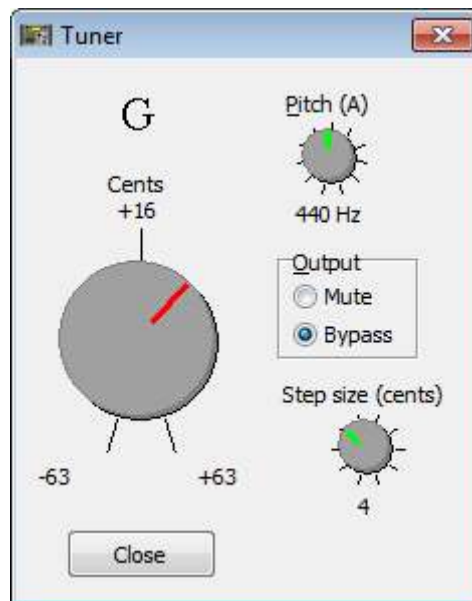 Tuner
G
Pitch (A)
Cents
+16
440 Hz
Output
Mute
Bypass
Step size (cents)
-63
+63
4
Close